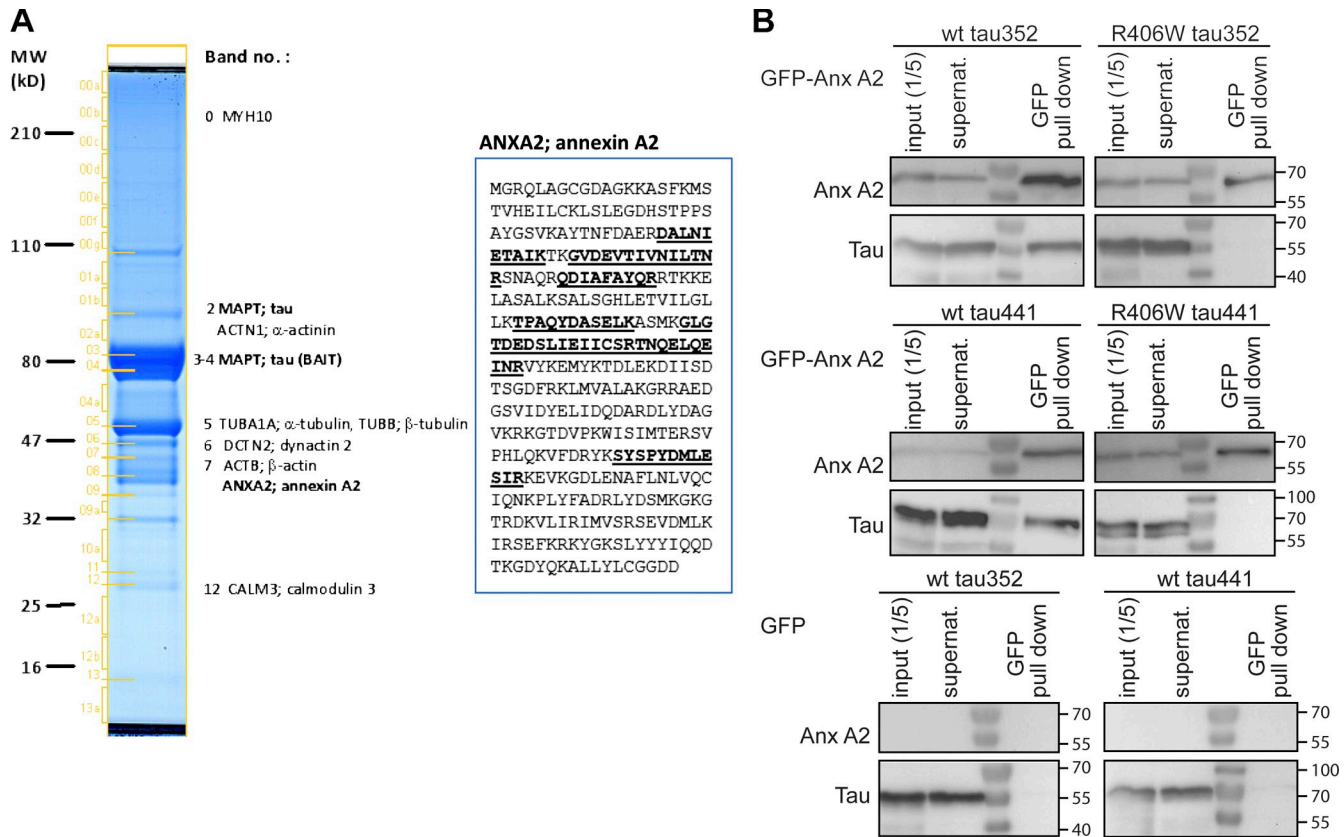 A
MW
(kD)
Band no. :
00a
00b
0 MYH10
210
00c
00d
00e
00f
00g
110
01a
01b
2 MAPT; tau
ACTN1; α-actinin
02a
03
3-4 MAPT; tau (BAIT)
80
04
04a
05
5 TUBA1A; α-tubulin, TUBB; β-tubulin
47
06
6 DCTN2; dynactin 2
07
7 ACTB; β-actin
08
ANXA2; annexin A2
09
09a
32
10a
11
12
12 CALM3; calmodulin 3
25
12a
12b
16
13
13a
ANXA2; annexin A2
MGRQLAGCGDAGKKASFKMS
TVHEILCKLSLEGDHSTPPS
AYGSVKAYTNFDAERDALNI
ETAIKTKGVDEVTIVNILTN
RSNAQRQDIAFAYQRRTKKE
LASALKSALSGHLETVILGL
LKTPAQYDASELKASMKGLG
TDEDSLIEIICSRTNQELQE
INRVYKEMYKTDLEKDIISD
TSGDFRKLMVALAKGRRAED
GSVIDYELIDQDARDLYDAG
VKRKGTDVPKWISIMTERSV
PHLQKVFDRYKSYSPYDMLE
SIRKEVKGDLENAFLNLVQC
IQNKPLYFADRLYDSMKGKG
TRDKVLIRIMVSRSEVDMLK
IRSEFKRKYGKSLYYYIQQD
TKGDYQKALLYLCGGDD
B
wt tau352
R406W tau352
GFP-Anx A2
input (1/5)
supernat.
GFP
pull down
input (1/5)
supernat.
GFP
pull down
Anx A2
70
55
Tau
70
55
40
wt tau441
R406W tau441
GFP-Anx A2
input (1/5)
supernat.
GFP
pull down
input (1/5)
supernat.
GFP
pull down
Anx A2
70
55
Tau
100
70
55
wt tau352
wt tau441
GFP
input (1/5)
supernat.
GFP
pull down
input (1/5)
supernat.
GFP
pull down
Anx A2
70
55
70
55
Tau
70
55
40
100
70
55